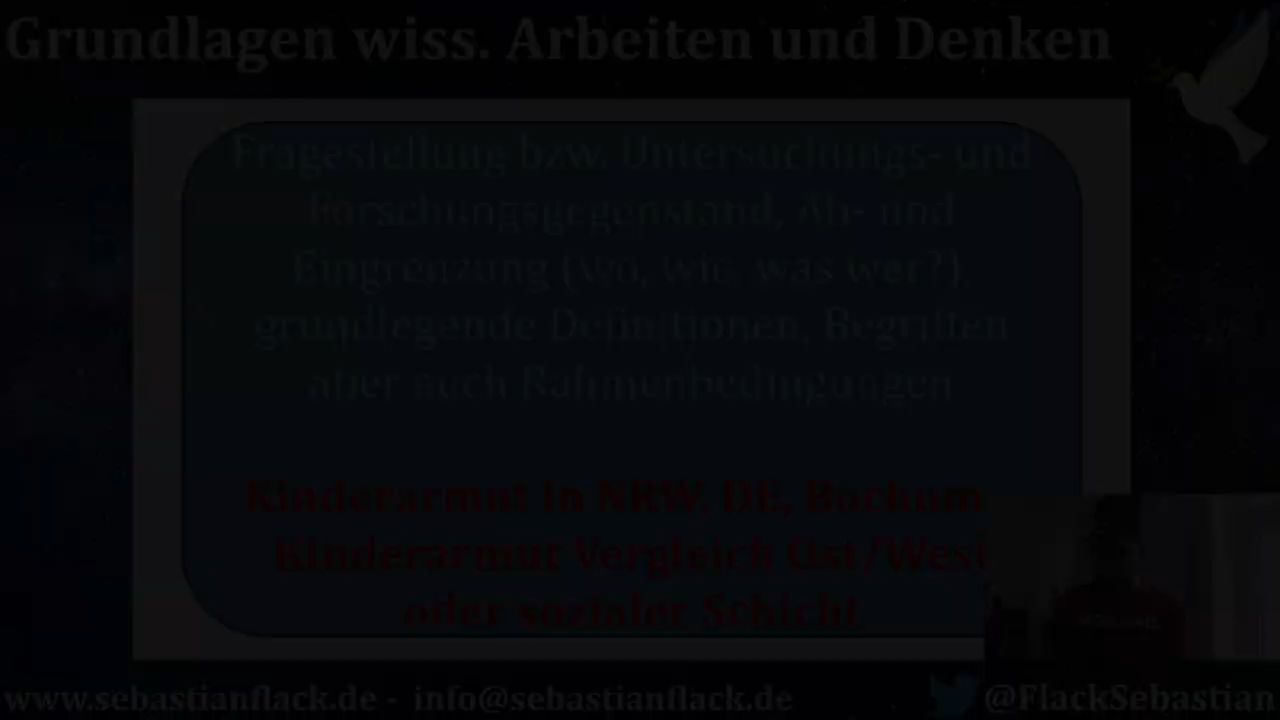 Grundlagen wiss. Arbeiten und Denken
Fragestellung bzw. Untersuchungs- und
Forschungsgegenstand, Ab- und
Eingrenzung (wo, wie, was wer?),
grundlegende Definitionen, Begriffen
aber auch Rahmenbedingungen
Kinderarmut in NRW, DE, Bochum
Kinderarmut Vergleich Ost/West
oder sozialer Schicht
www.sebastianflack.de - info@sebastianflack.de
@FlackSebastian